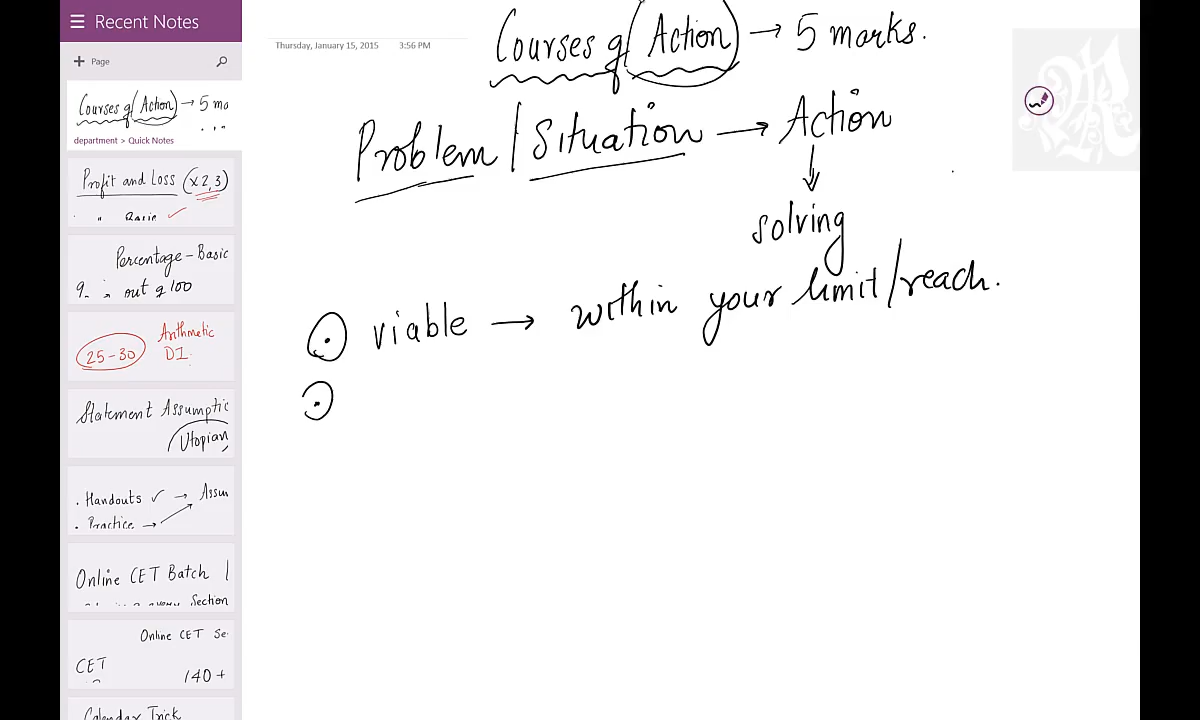 Recent Notes
+ Page
Courses of (Action) → 5 ma
department > Quick Notes
Profit and Loss (x2,3)
" Basic ✓
Percentage - Basic
out of 100
25-30
Arithmetic
DI
Statement Assumptic
Utopian,
. Handouts ✓ → Assum
. Practice →
Online CET Batch |
Section
Online CET Se
CET
140+
Calendar Trick
Thursday, January 15, 2015 3:56 PM
Courses of (Action) → 5 marks.
Problem / Situation → Action
solving
viable → within your limit/reach.